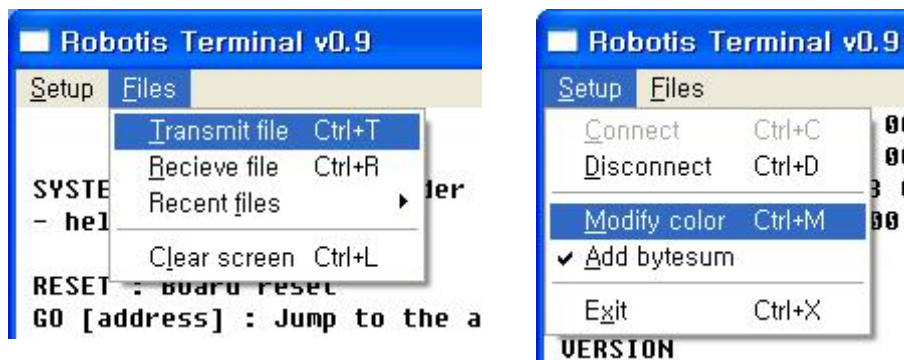 Robotis Terminal v0.9
Setup Files
Transmit file Ctrl+T
Recieve file Ctrl+R
Recent files
Clear screen Ctrl+L
SYSTE
- hel
RESET : Board reset
GO [address] : Jump to the a
Robotis Terminal v0.9
Setup Files
Connect Ctrl+C
Disconnect Ctrl+D
Modify color Ctrl+M
Add bytesum
Exit Ctrl+X
VERSION